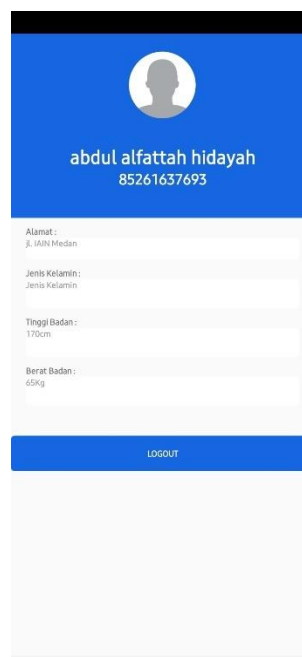 abdul alfattah hidayah
85261637693
Alamat :
jl. IAIN Medan
Jenis Kelamin :
Jenis Kelamin
Tinggi Badan :
170cm
Berat Badan :
65Kg
LOGOUT